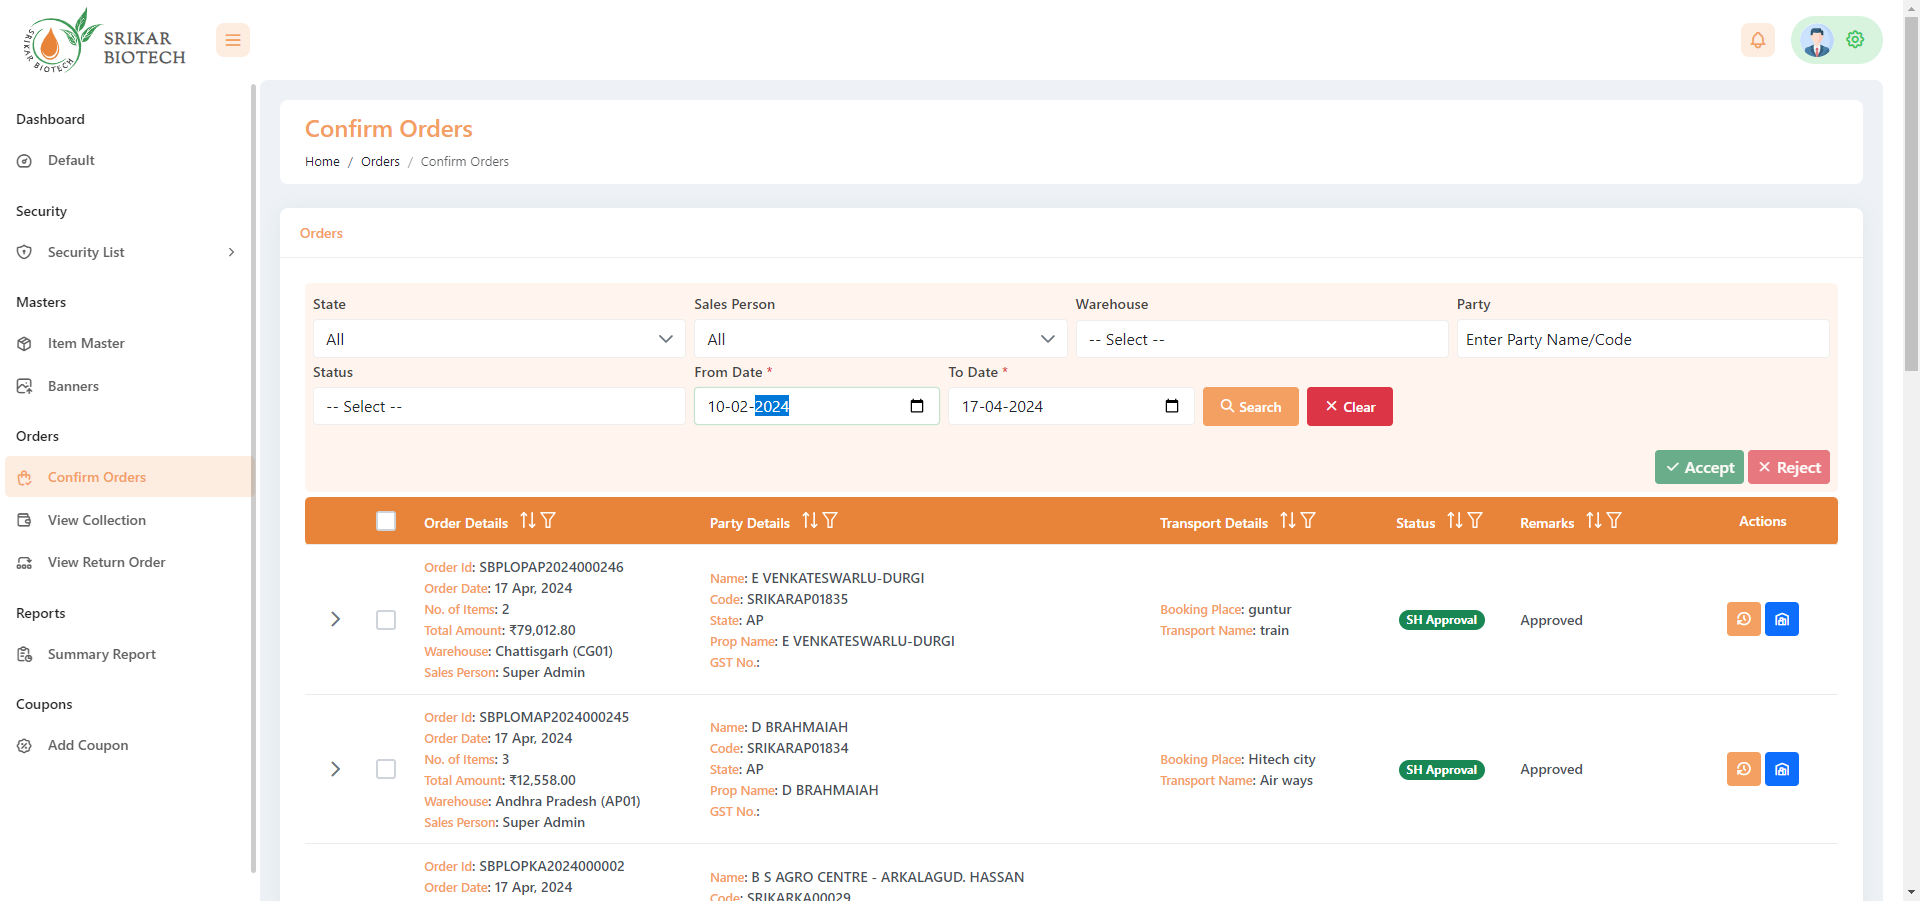 SRIKAR BIOTECH
SRIKAR
BIOTECH
Dashboard
Default
Security
Security List
Masters
Item Master
Banners
Orders
Confirm Orders
View Collection
View Return Order
Reports
Summary Report
Coupons
Add Coupon
Confirm Orders
Home / Orders / Confirm Orders
Orders
State Sales Person Warehouse Party
All All -- Select -- Enter Party Name/Code
Status From Date * To Date *
-- Select -- 10-02-2024 17-04-2024 Search Clear
Accept Reject
Order Details Party Details Transport Details Status Remarks Actions
Order Id: SBPLOPAP2024000246
Order Date: 17 Apr, 2024
No. of Items: 2
Total Amount: ₹79,012.80
Warehouse: Chattisgarh (CG01)
Sales Person: Super Admin
Name: E VENKATESWARLU-DURGI
Code: SRIKARAP01835
State: AP
Prop Name: E VENKATESWARLU-DURGI
GST No.:
Booking Place: guntur
Transport Name: train
SH Approval
Approved
Order Id: SBPLOMAP2024000245
Order Date: 17 Apr, 2024
No. of Items: 3
Total Amount: ₹12,558.00
Warehouse: Andhra Pradesh (AP01)
Sales Person: Super Admin
Name: D BRAHMAIAH
Code: SRIKARAP01834
State: AP
Prop Name: D BRAHMAIAH
GST No.:
Booking Place: Hitech city
Transport Name: Air ways
SH Approval
Approved
Order Id: SBPLOPKA2024000002
Order Date: 17 Apr, 2024
Name: B S AGRO CENTRE - ARKALAGUD. HASSAN
Code: SRIKARKA00029